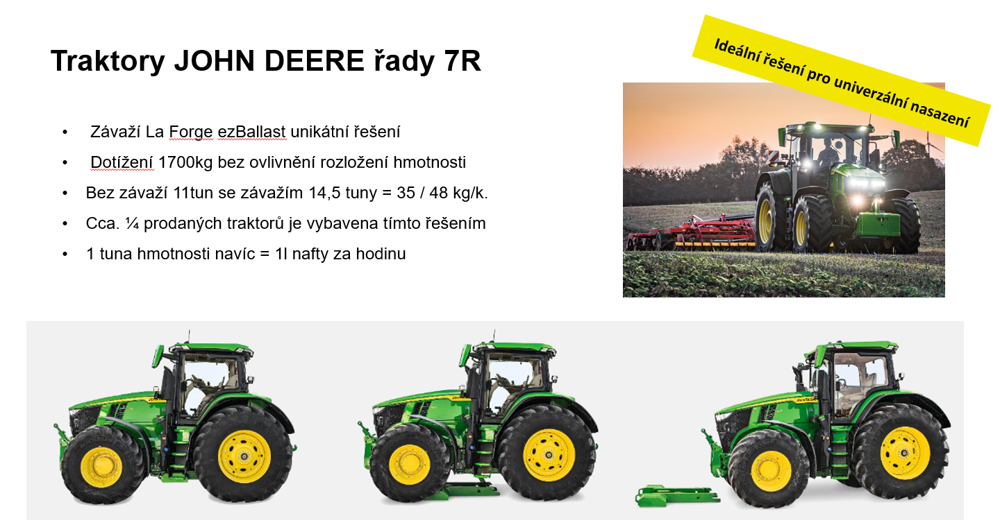 Traktory JOHN DEERE řady 7R
Ideální řešení pro univerzální nasazení
• Závaží La Forge ezBallast unikátní řešení
• Dotížení 1700kg bez ovlivnění rozložení hmotnosti
• Bez závaží 11tun se závažím 14,5 tuny = 35 / 48 kg/k.
• Cca. ¼ prodaných traktorů je vybavena tímto řešením
• 1 tuna hmotnosti navíc = 1l nafty za hodinu